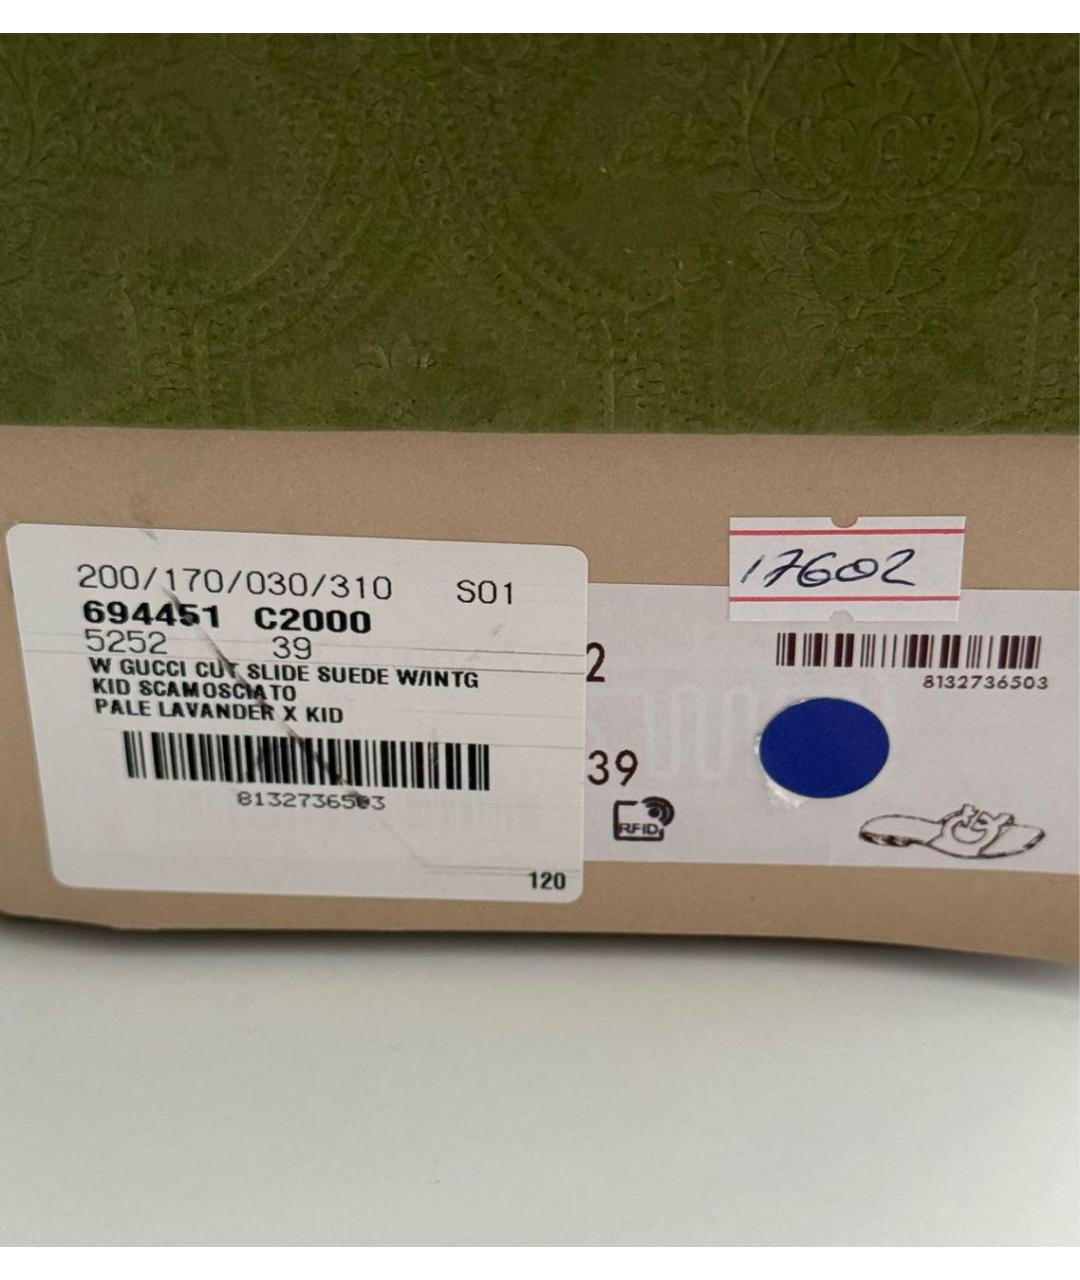 200/170/030/310 S01
694451 C2000
5252 39
W GUCCI CUT SLIDE SUEDE W/INTG
KID SCAMOSCIATO
PALE LAVANDER X KID
8132736503
120
17602
2
8132736503
39
RFID